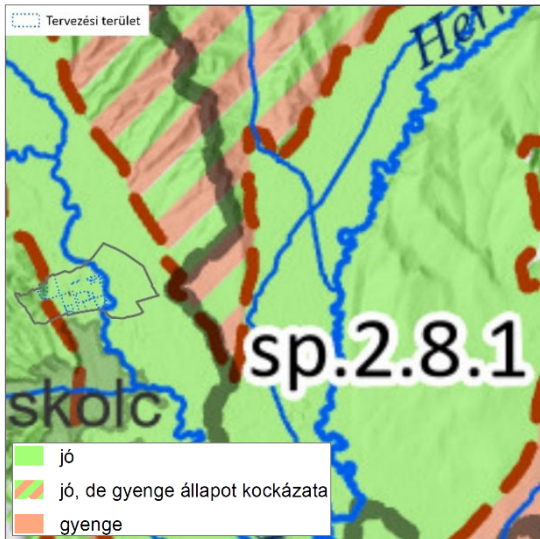 Tervezési terület
Her
sp.2.8.1
skolc
jó
jó, de gyenge állapot kockázata
gyenge